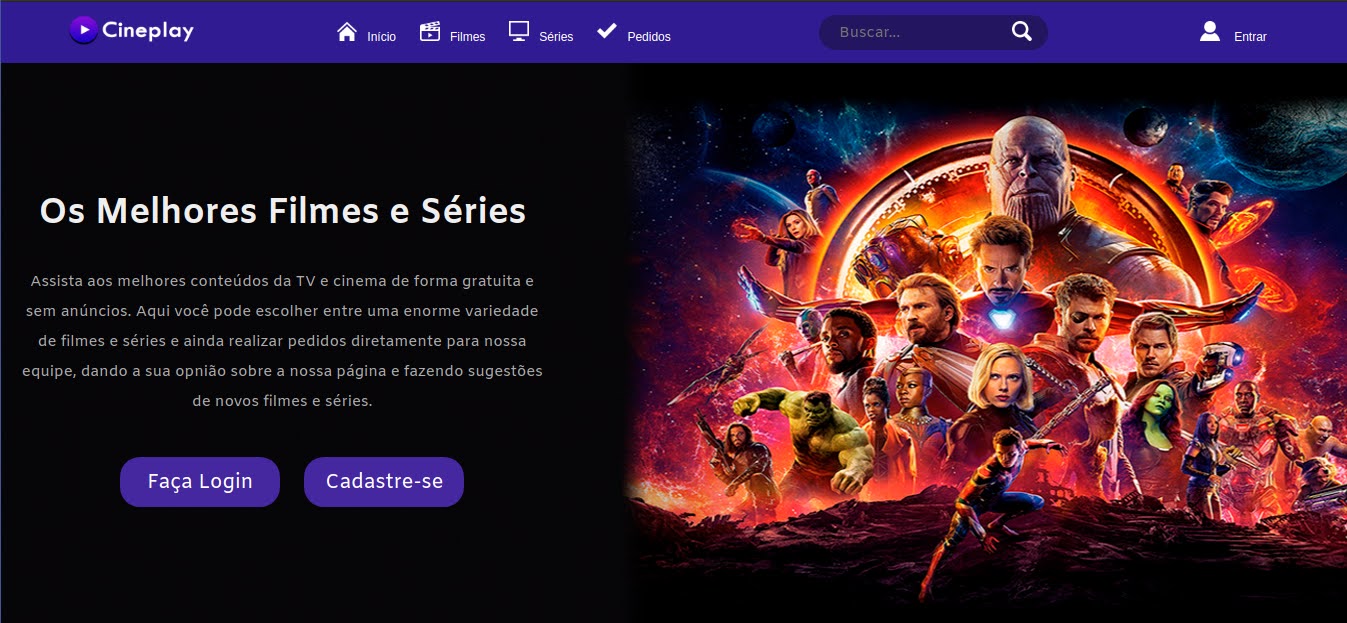 Cineplay
Início
Filmes
Séries
Pedidos
Buscar...
Entrar
Os Melhores Filmes e Séries
Assista aos melhores conteúdos da TV e cinema de forma gratuita e
sem anúncios. Aqui você pode escolher entre uma enorme variedade
de filmes e séries e ainda realizar pedidos diretamente para nossa
equipe, dando a sua opnião sobre a nossa página e fazendo sugestões
de novos filmes e séries.
Faça Login
Cadastre-se